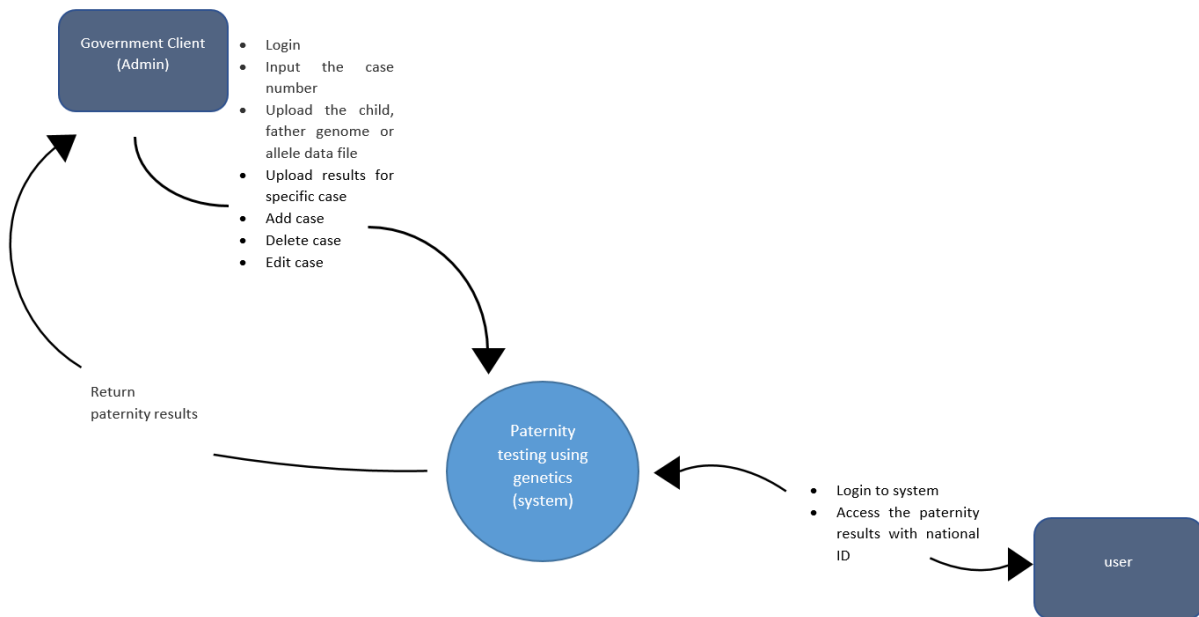 Government Client
(Admin)
• Login
• Input the case
number
• Upload the child,
father genome or
allele data file
• Upload results for
specific case
• Add case
• Delete case
• Edit case
Return
paternity results
Paternity
testing using
genetics
(system)
• Login to system
• Access the paternity
results with national
ID
user